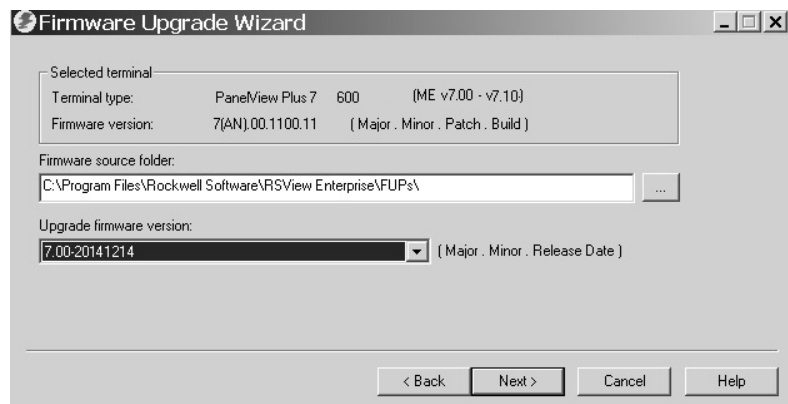 Firmware Upgrade Wizard
Selected terminal
Terminal type: PanelView Plus 7 600 (ME v7.00 - v7.10)
Firmware version: 7(AN).00.1100.11 ( Major . Minor . Patch . Build )
Firmware source folder:
C:\Program Files\Rockwell Software\RSView Enterprise\FUPs\
...
Upgrade firmware version:
7.00-20141214 ( Major . Minor . Release Date )
< Back Next > Cancel Help